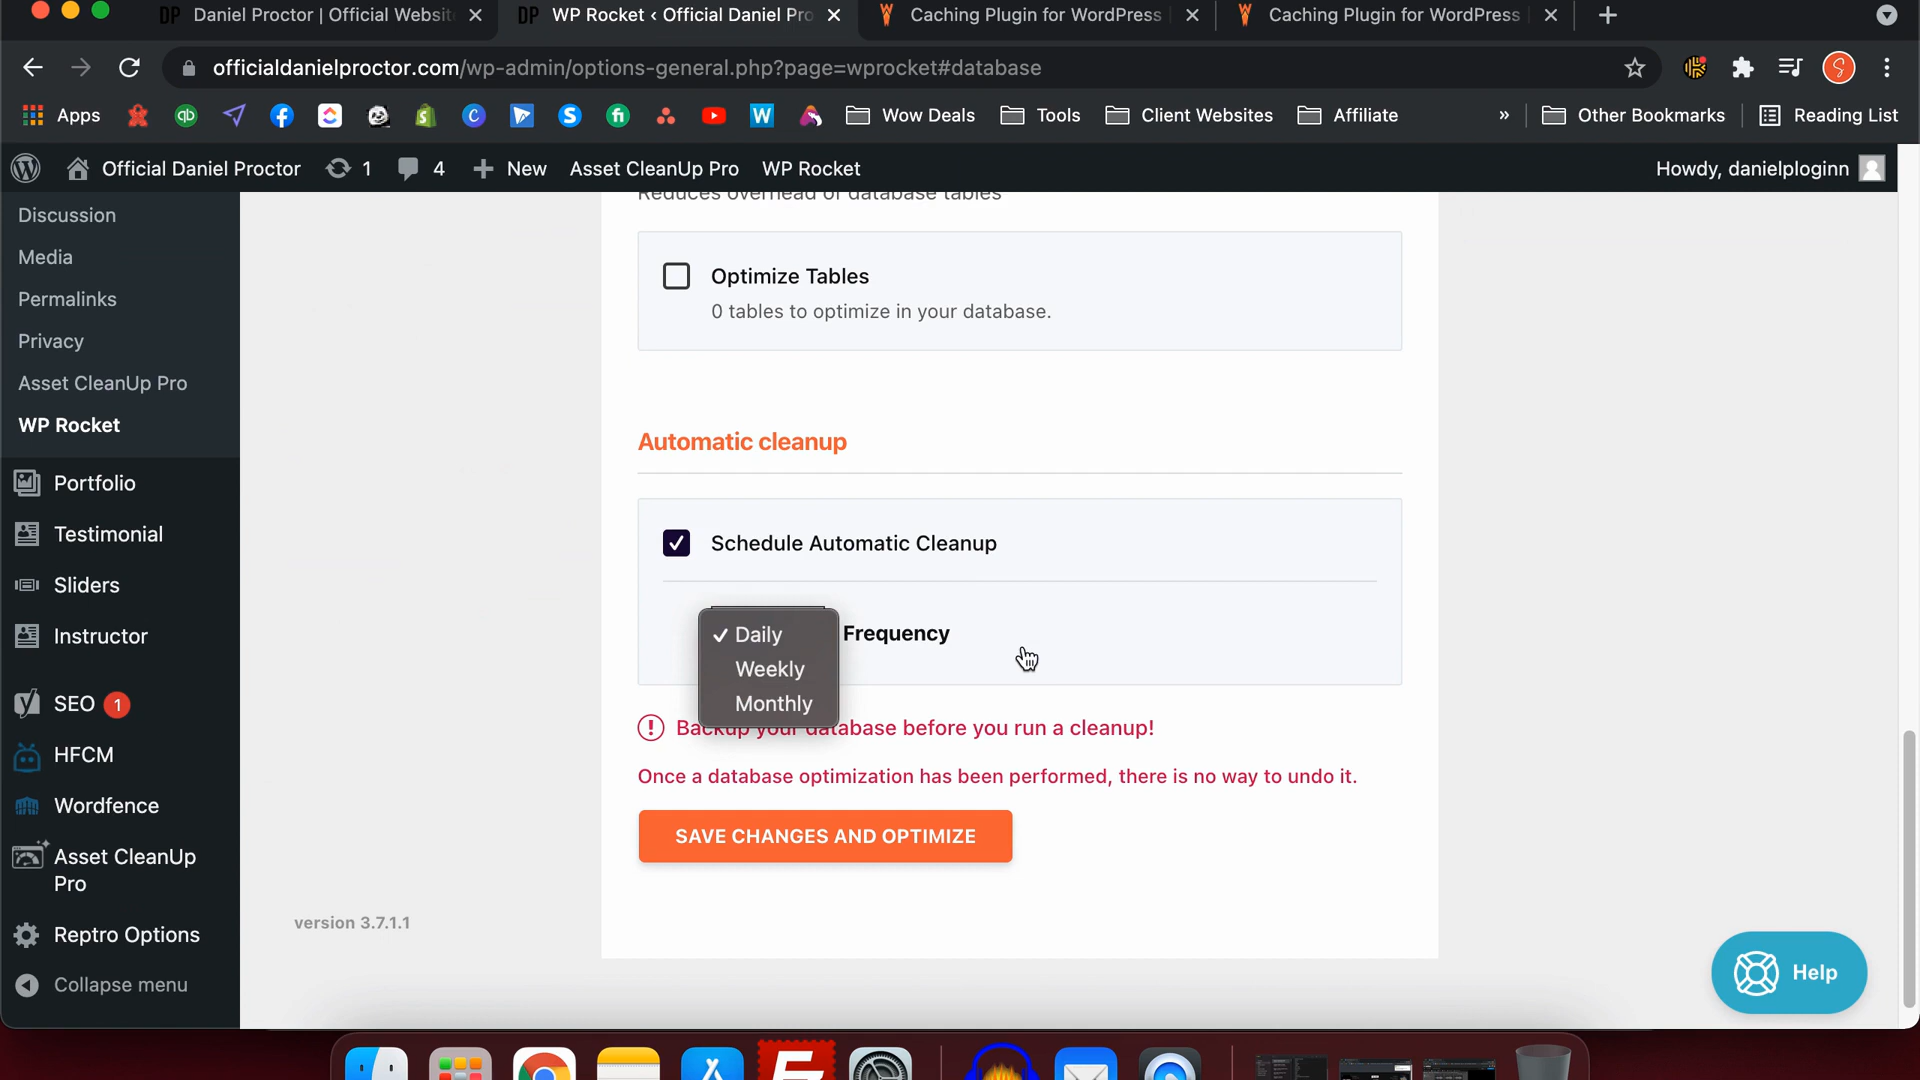 Daniel Proctor | Official Websit
WP Rocket ‹ Official Daniel Pro
Caching Plugin for WordPress
Caching Plugin for WordPress
officialdanielproctor.com/wp-admin/options-general.php?page=wprocket#database
Apps
Wow Deals
Tools
Client Websites
Affiliate
»
Other Bookmarks
Reading List
Official Daniel Proctor
1
4
New
Asset CleanUp Pro
WP Rocket
Howdy, danielploginn
Discussion
Media
Permalinks
Privacy
Asset CleanUp Pro
WP Rocket
Portfolio
Testimonial
Sliders
Instructor
SEO 1
HFCM
Wordfence
Asset CleanUp
Pro
Reptro Options
Collapse menu
Reduces overhead of database tables
Optimize Tables
0 tables to optimize in your database.
Automatic cleanup
Schedule Automatic Cleanup
Daily
Weekly
Monthly
Frequency
Backup your database before you run a cleanup!
Once a database optimization has been performed, there is no way to undo it.
SAVE CHANGES AND OPTIMIZE
version 3.7.1.1
Help